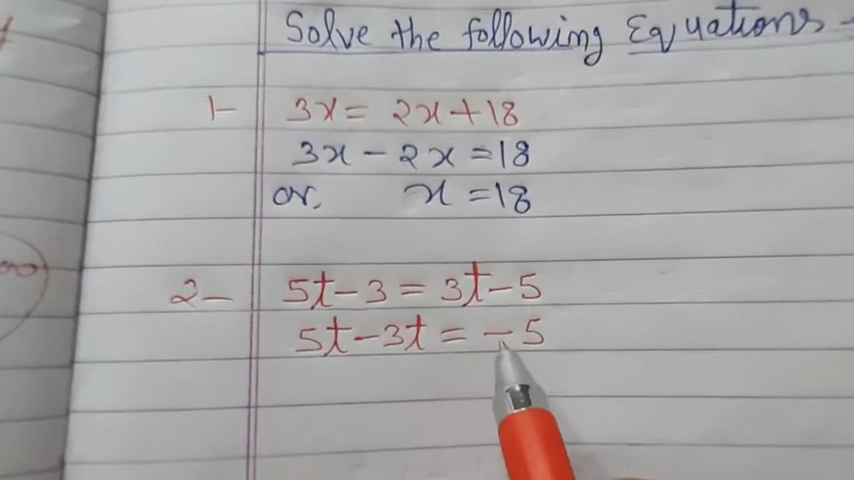 Solve the following Equations -
1- 3x = 2x + 18
3x - 2x = 18
or. x = 18
2- 5t - 3 = 3t - 5
5t - 3t = - 5